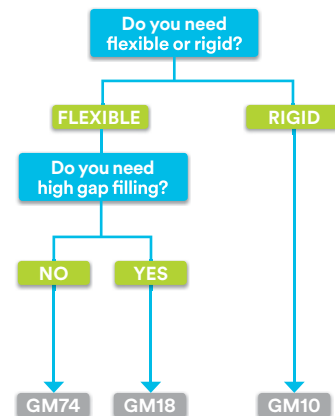 Do you need
flexible or rigid?
FLEXIBLE
RIGID
Do you need
high gap filling?
NO
YES
GM74
GM18
GM10